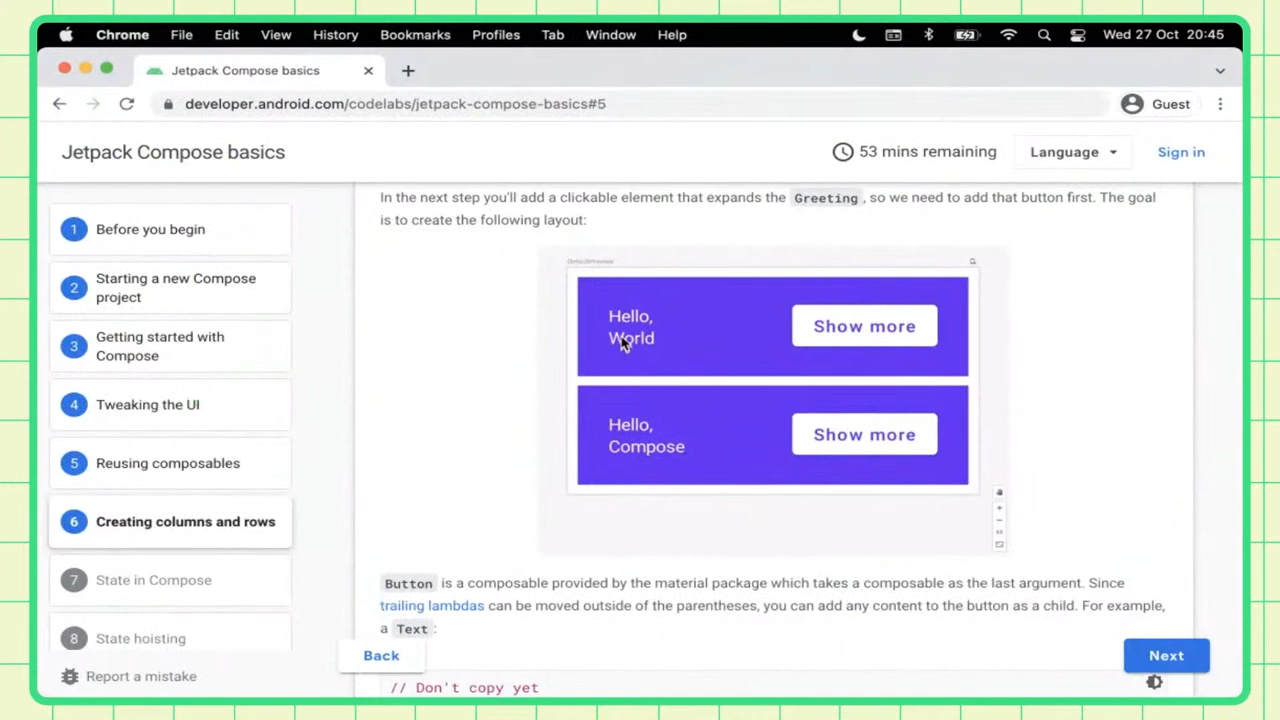 Chrome File Edit View History Bookmarks Profiles Tab Window Help Wed 27 Oct 20:45
Jetpack Compose basics
developer.android.com/codelabs/jetpack-compose-basics#5 Guest
Jetpack Compose basics 53 mins remaining Language Sign in
1 Before you begin
2 Starting a new Compose
project
3 Getting started with
Compose
4 Tweaking the UI
5 Reusing composables
6 Creating columns and rows
7 State in Compose
8 State hoisting
Report a mistake
In the next step you'll add a clickable element that expands the Greeting , so we need to add that button first. The goal
is to create the following layout:
DefaultPreview
Hello,
World
Show more
Hello,
Compose
Show more
Button is a composable provided by the material package which takes a composable as the last argument. Since
trailing lambdas can be moved outside of the parentheses, you can add any content to the button as a child. For example,
a Text :
Back
Next
// Don't copy yet